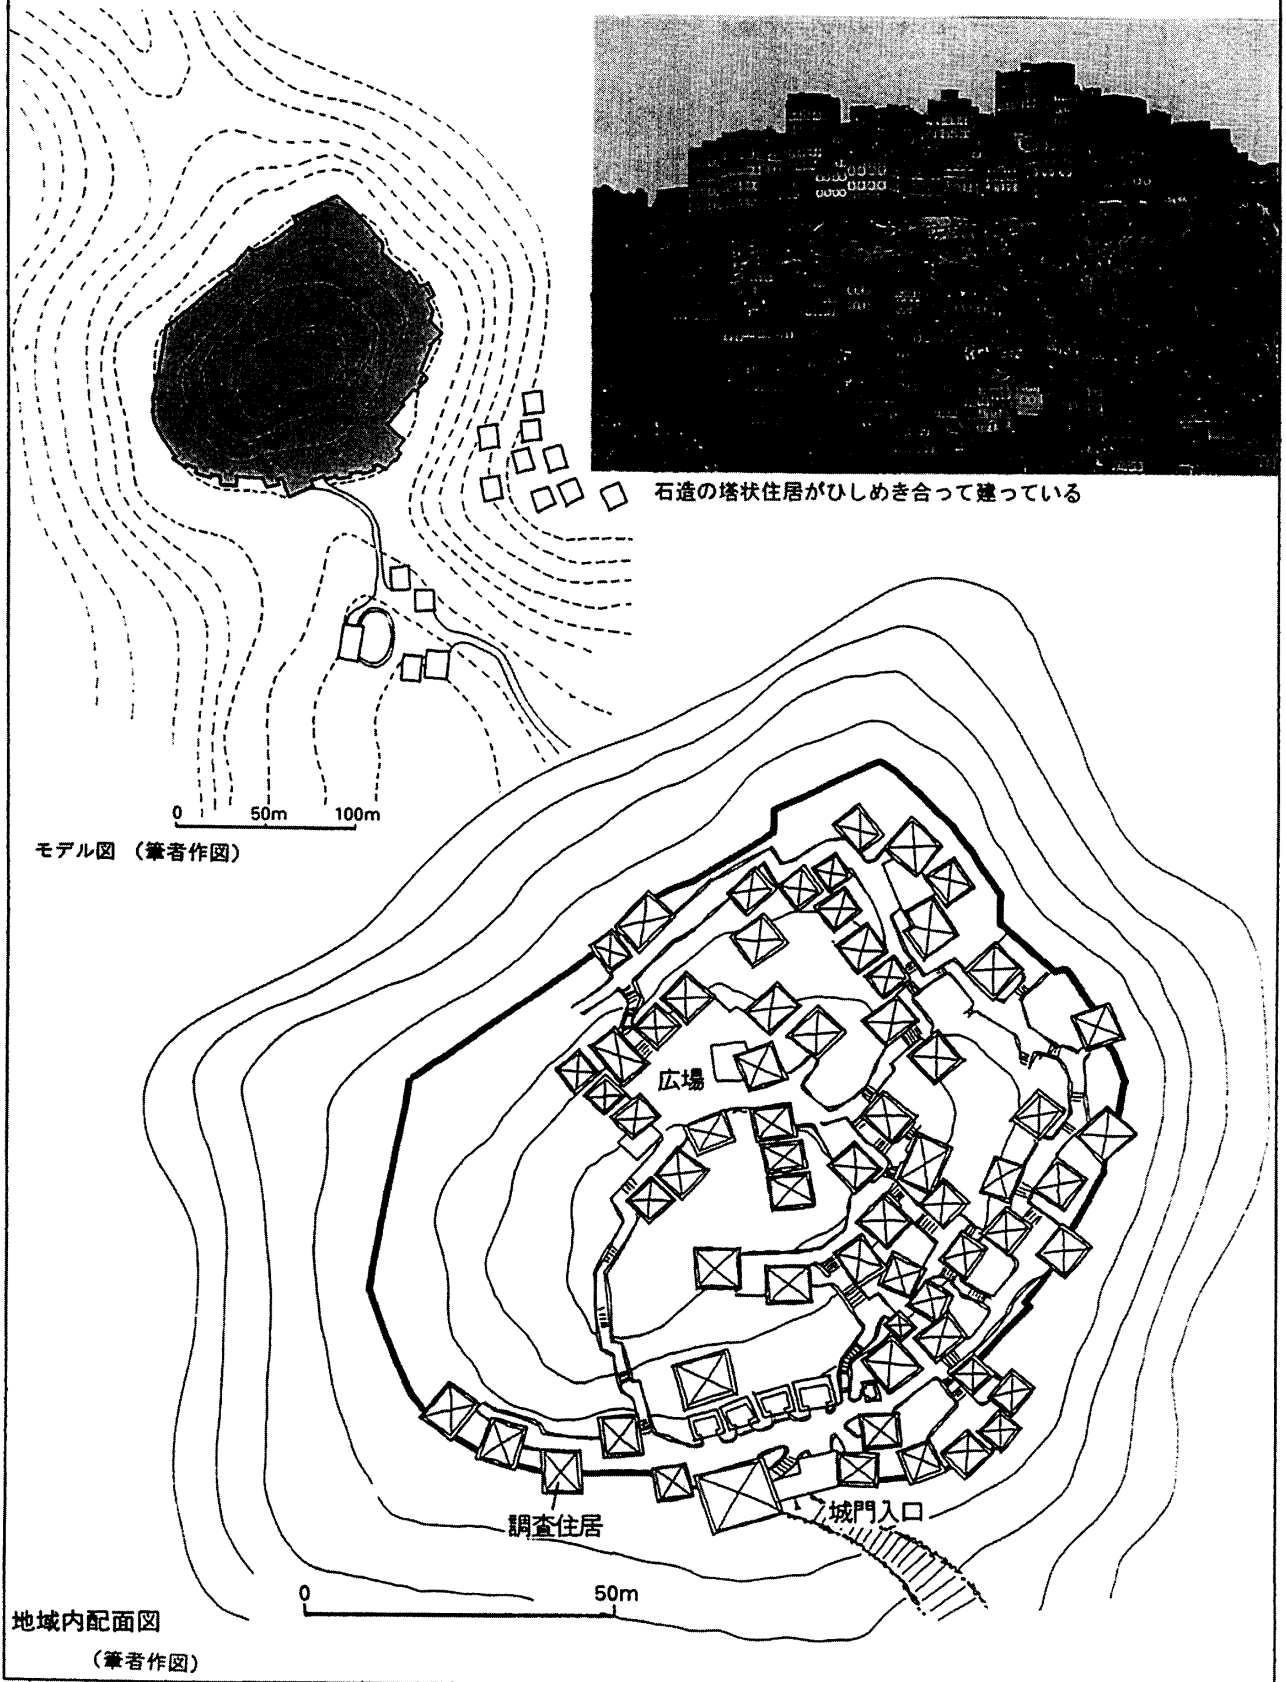 石造の塔状住居がひしめき合って建っている
0 50m 100m
モデル図 (筆者作図)
広場
調査住居
城門入口
0 50m
地域内配面図
(筆者作図)